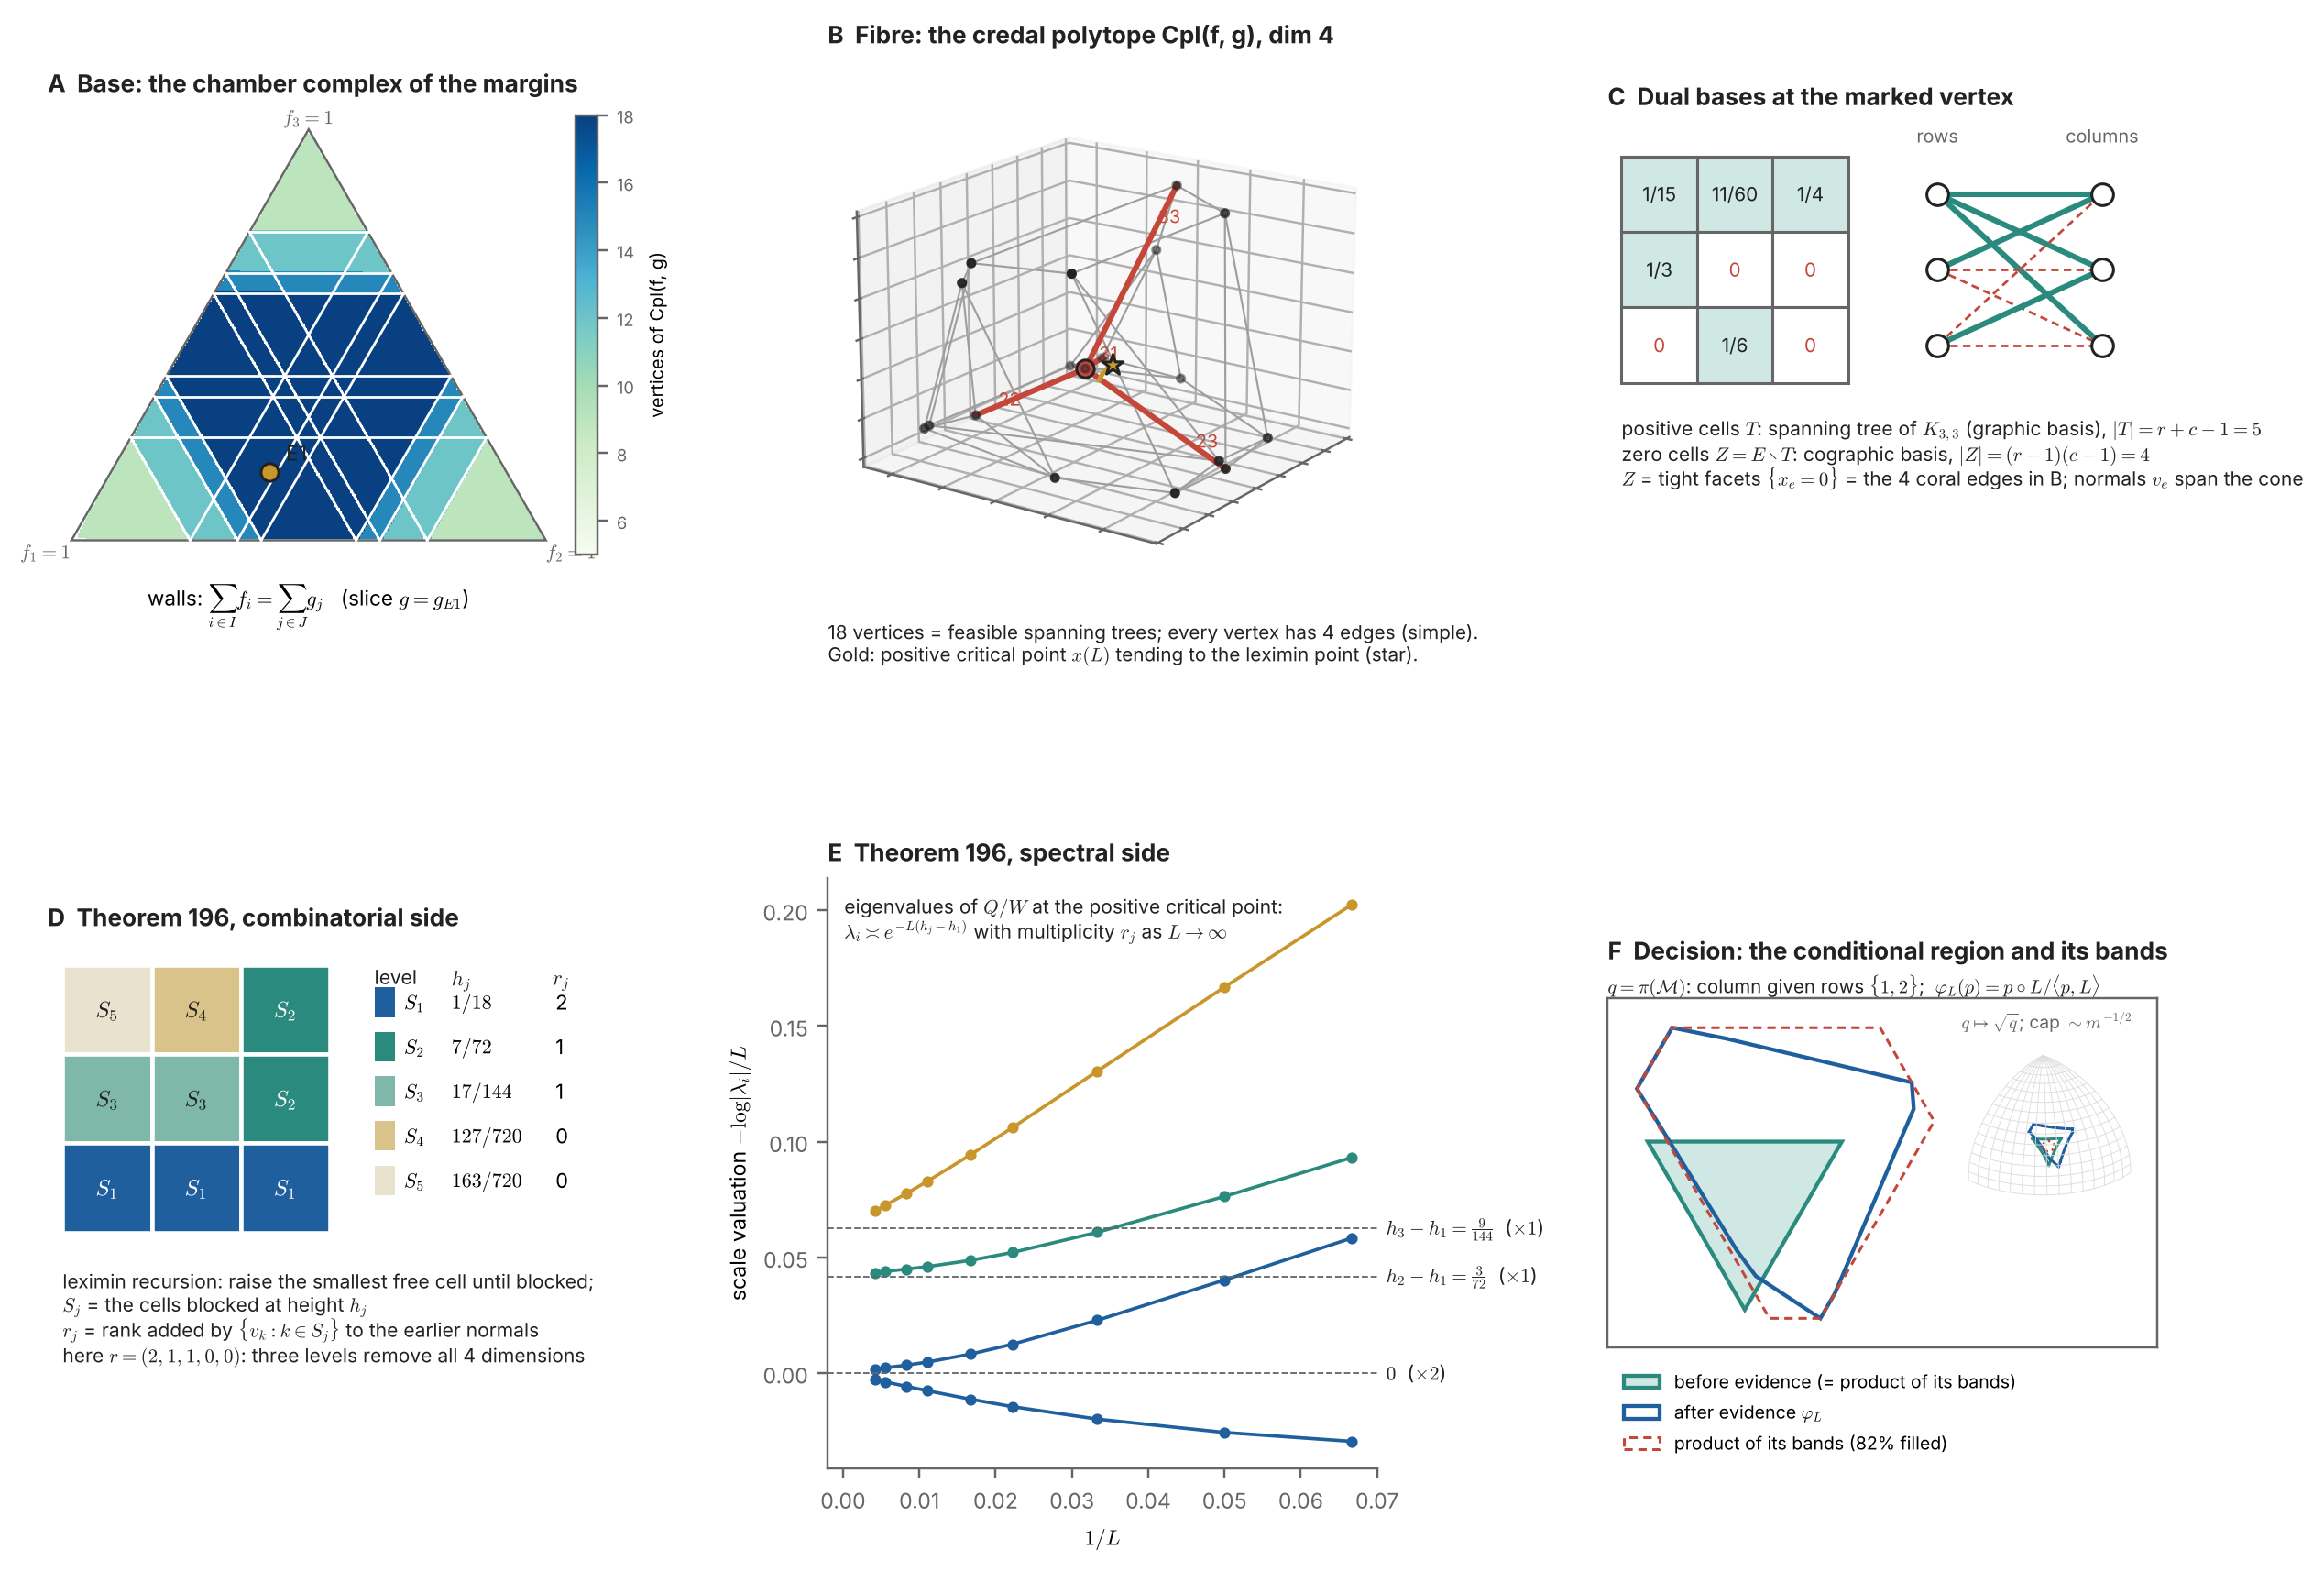 A Base: the chamber complex of the margins
f₃ = 1
18
16
14
12
10
8
6
vertices of Cpl(f, g)
E1
f₁ = 1
f₂ =
walls: ∑_{i∈I} f_i = ∑_{j∈J} g_j (slice g = g_{E1})
B Fibre: the credal polytope Cpl(f, g), dim 4
33
31
22
23
18 vertices = feasible spanning trees; every vertex has 4 edges (simple).
Gold: positive critical point x(L) tending to the leximin point (star).
C Dual bases at the marked vertex
rows columns
1/15 11/60 1/4
1/3 0 0
0 1/6 0
positive cells T: spanning tree of K_{3,3} (graphic basis), |T| = r + c − 1 = 5
zero cells Z = E ∖ T: cographic basis, |Z| = (r − 1)(c − 1) = 4
Z = tight facets {x_e = 0} = the 4 coral edges in B; normals v_e span the cone
D Theorem 196, combinatorial side
S₅ S₄ S₂
S₃ S₃ S₂
S₁ S₁ S₁
level h_j r_j
S₁ 1/18 2
S₂ 7/72 1
S₃ 17/144 1
S₄ 127/720 0
S₅ 163/720 0
leximin recursion: raise the smallest free cell until blocked;
S_j = the cells blocked at height h_j
r_j = rank added by {v_k : k ∈ S_j} to the earlier normals
here r = (2, 1, 1, 0, 0): three levels remove all 4 dimensions
E Theorem 196, spectral side
eigenvalues of Q/W at the positive critical point:
λ_i ≍ e^{−L(h_j − h₁)} with multiplicity r_j as L → ∞
scale valuation −log|λ_i|/L
0.20
0.15
0.10
0.05
0.00
h₃ − h₁ = 9/144 (×1)
h₂ − h₁ = 3/72 (×1)
0 (×2)
0.00 0.01 0.02 0.03 0.04 0.05 0.06 0.07
1/L
F Decision: the conditional region and its bands
q = π(ℳ): column given rows {1, 2}; φ_L(p) = p ∘ L/⟨p, L⟩
q ↦ √q; cap ∼ m^{−1/2}
before evidence (= product of its bands)
after evidence φ_L
product of its bands (82% filled)